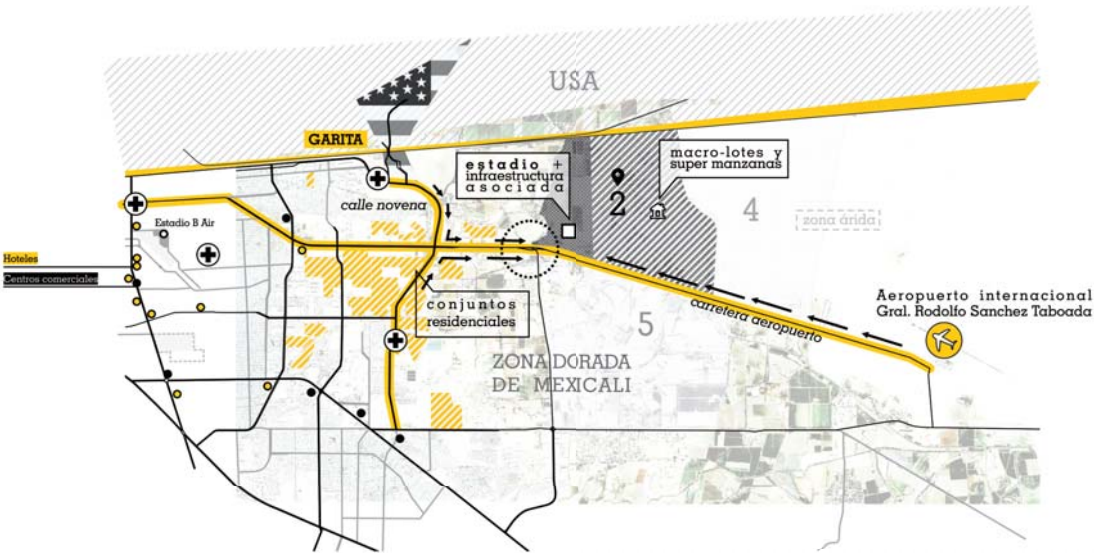 USA
GARITA
estadio +
infraestructura
asociada
macro-lotes y
super manzanas
2
4
zona árida
calle novena
Estadio B Air
Hoteles
Centros comerciales
conjuntos
residenciales
carretera aeropuerto
Aeropuerto internacional
Gral. Rodolfo Sanchez Taboada
5
ZONA DORADA
DE MEXICALI